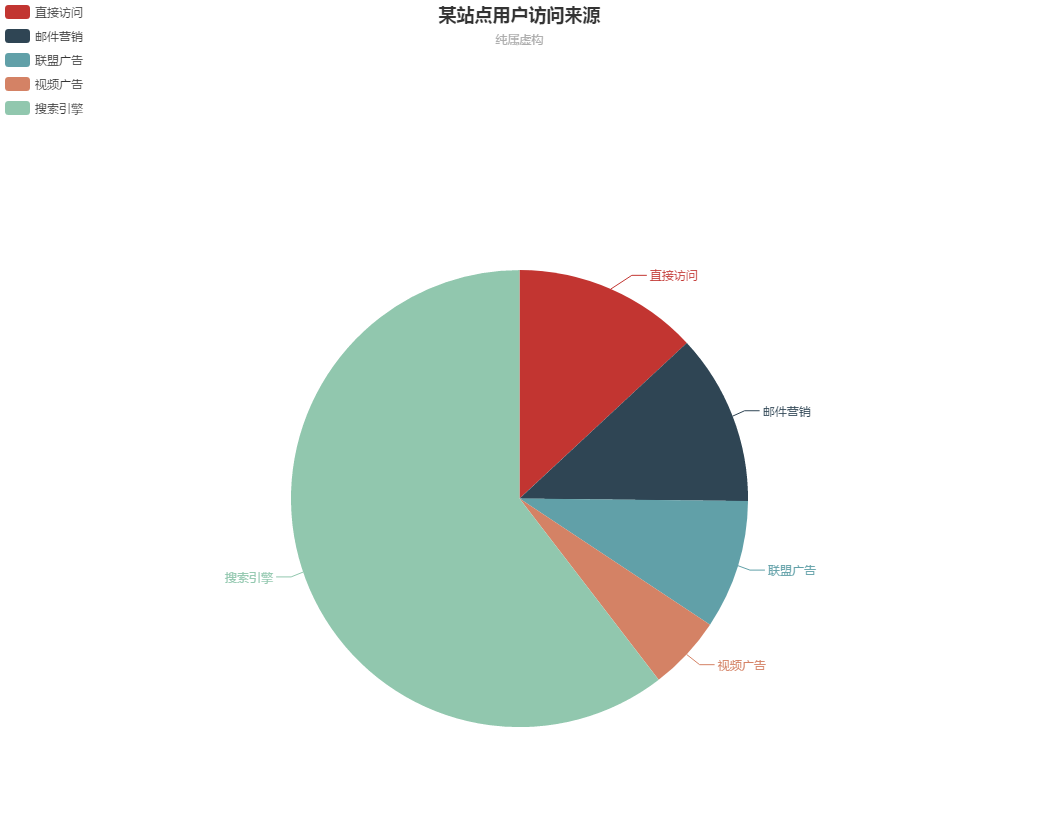 某站点用户访问来源
纯属虚构
直接访问
邮件营销
联盟广告
视频广告
搜索引擎
直接访问
邮件营销
联盟广告
视频广告
搜索引擎